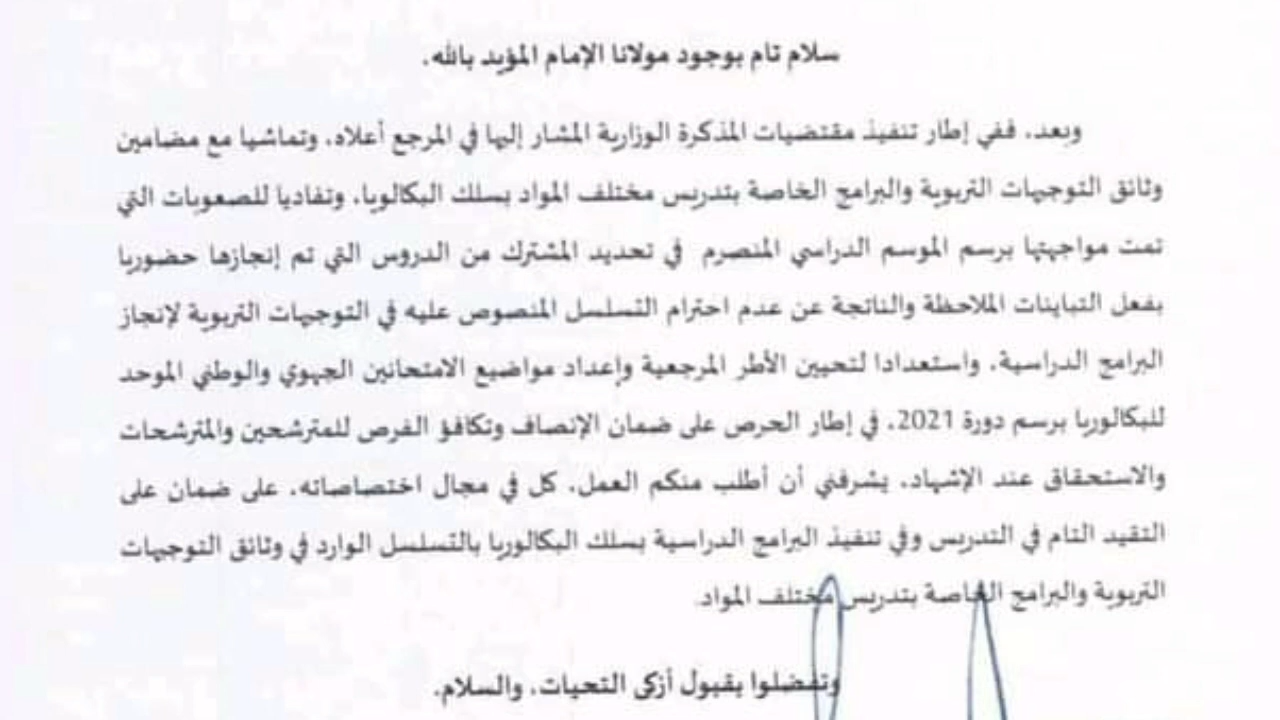 سلام تام بوجود مولانا الإمام المؤيد بالله.
وبعد، ففي إطار تنفيذ مقتضيات المذكرة الوزارية المشار إليها في المرجع أعلاه، وتماشيا مع مضامين
وثائق التوجيهات التربوية والبرامج الخاصة بتدريس مختلف المواد بسلك البكالوريا، وتفاديا للصعوبات التي
تمت مواجهتها برسم الموسم الدراسي المنصرم في تحديد المشترك من الدروس التي تم إنجازها حضوريا
بفعل التباينات الملاحظة والناتجة عن عدم احترام التسلسل المنصوص عليه في التوجيهات التربوية لإنجاز
البرامج الدراسية، واستعدادا لتحيين الأطر المرجعية وإعداد مواضيع الامتحانين الجهوي والوطني الموحد
للبكالوريا برسم دورة 2021، في إطار الحرص على ضمان الإنصاف وتكافؤ الفرص للمترشحين والمترشحات
والاستحقاق عند الإشهاد، يشرفني أن أطلب منكم العمل، كل في مجال اختصاصاته، على ضمان على
التقيد التام في التدريس وفي تنفيذ البرامج الدراسية بسلك البكالوريا بالتسلسل الوارد في وثائق التوجيهات
التربوية والبرامج الخاصة بتدريس مختلف المواد.
وتفضلوا بقبول أزكى التحيات، والسلام.